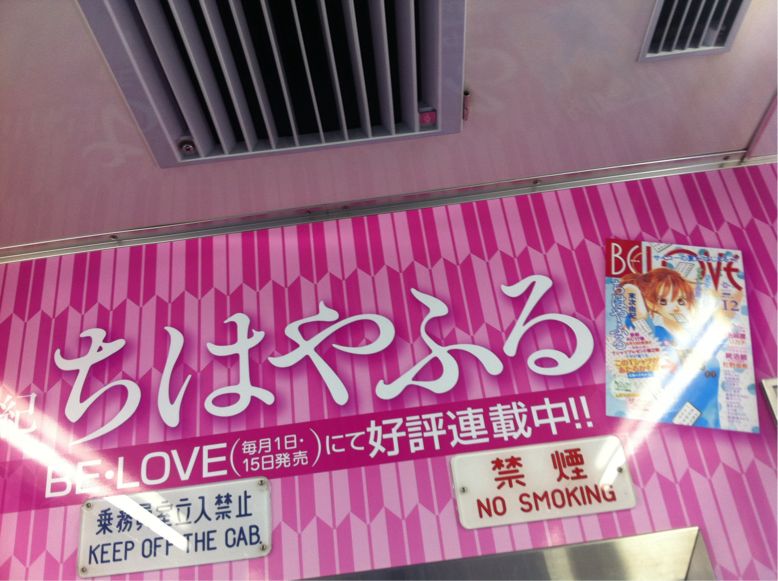 BE・LOVE
12
ちはやふる
紀
BE・LOVE(毎月1日・15日発売)にて好評連載中!!
乗務員室立入禁止
KEEP OFF THE CAB.
禁煙
NO SMOKING